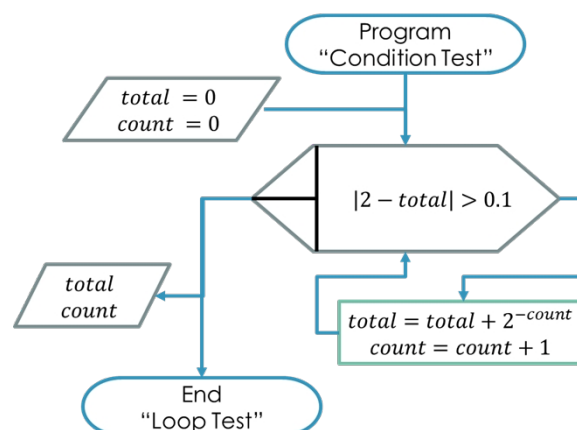 Program
“Condition Test”
total = 0
count = 0
|2 − total| > 0.1
total
count
total = total + 2^{−count}
count = count + 1
End
“Loop Test”